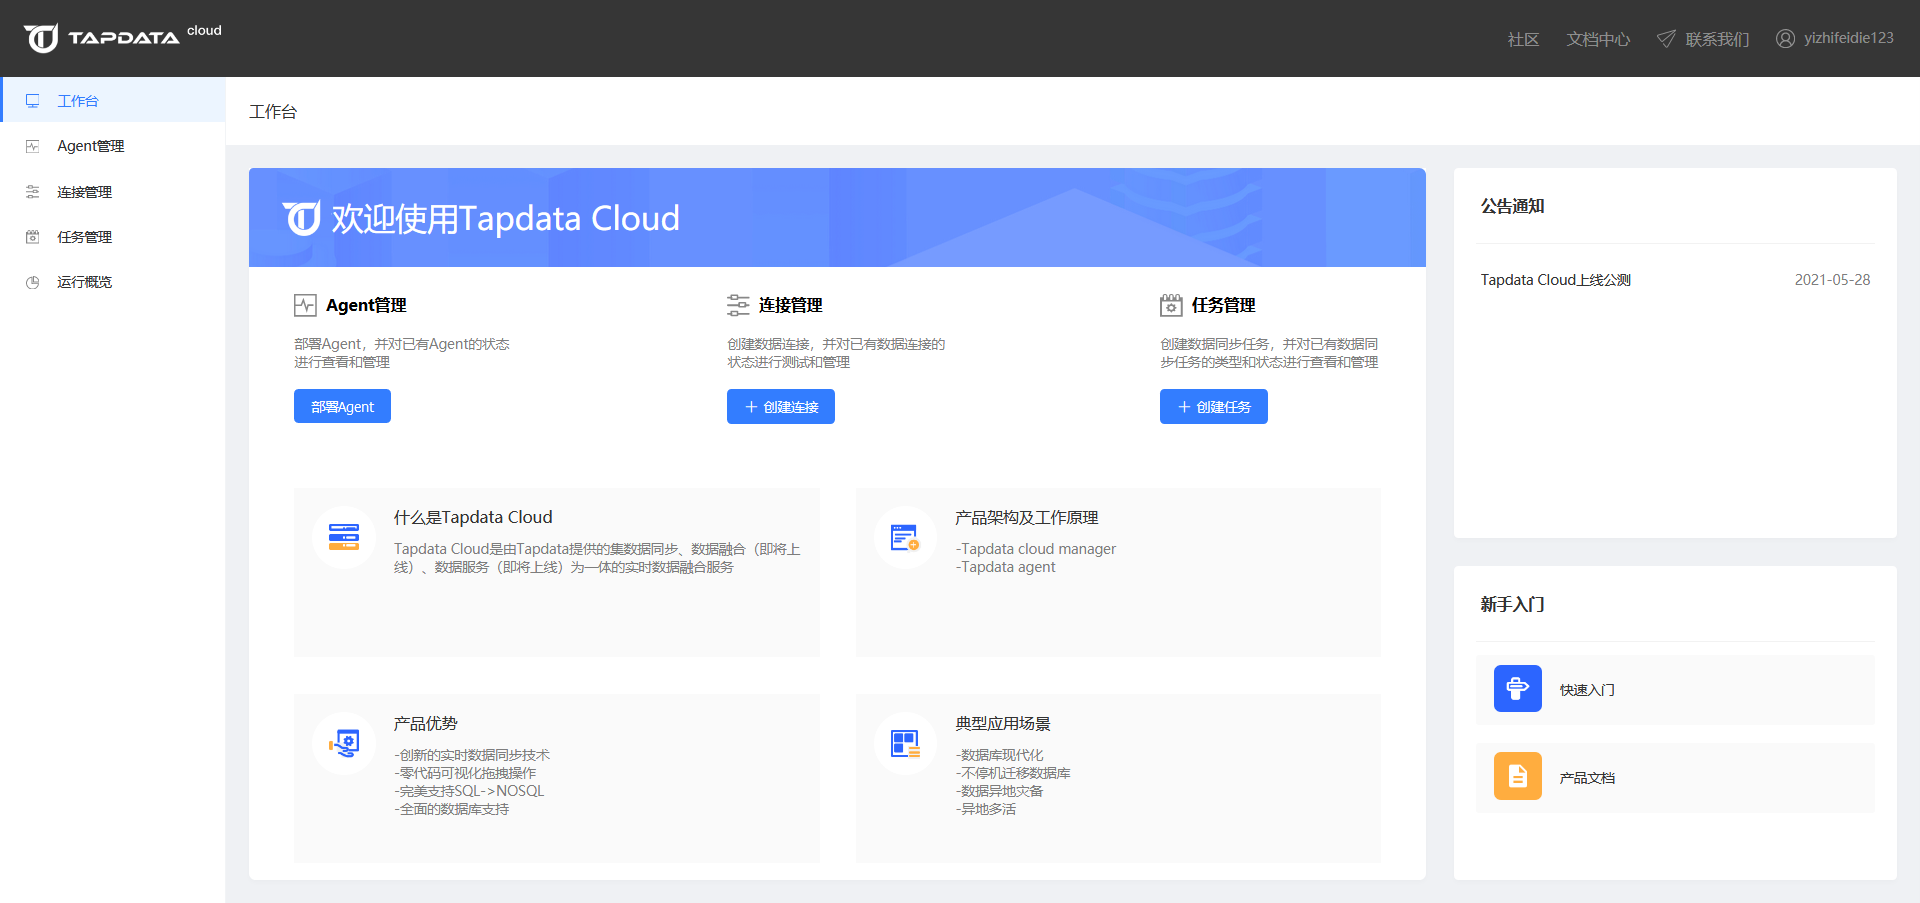 TAPDATA cloud
社区
文档中心
联系我们
yizhifeidie123
工作台
Agent管理
连接管理
任务管理
运行概览
工作台
欢迎使用Tapdata Cloud
Agent管理
部署Agent，并对已有Agent的状态
进行查看和管理
部署Agent
连接管理
创建数据连接，并对已有数据连接的
状态进行测试和管理
创建连接
任务管理
创建数据同步任务，并对已有数据同
步任务的类型和状态进行查看和管理
创建任务
什么是Tapdata Cloud
Tapdata Cloud是由Tapdata提供的集数据同步、数据融合（即将上
线）、数据服务（即将上线）为一体的实时数据融合服务
产品架构及工作原理
-Tapdata cloud manager
-Tapdata agent
产品优势
-创新的实时数据同步技术
-零代码可视化拖拽操作
-完美支持SQL->NOSQL
-全面的数据库支持
典型应用场景
-数据库现代化
-不停机迁移数据库
-数据异地灾备
-异地多活
公告通知
Tapdata Cloud上线公测
2021-05-28
新手入门
快速入门
产品文档